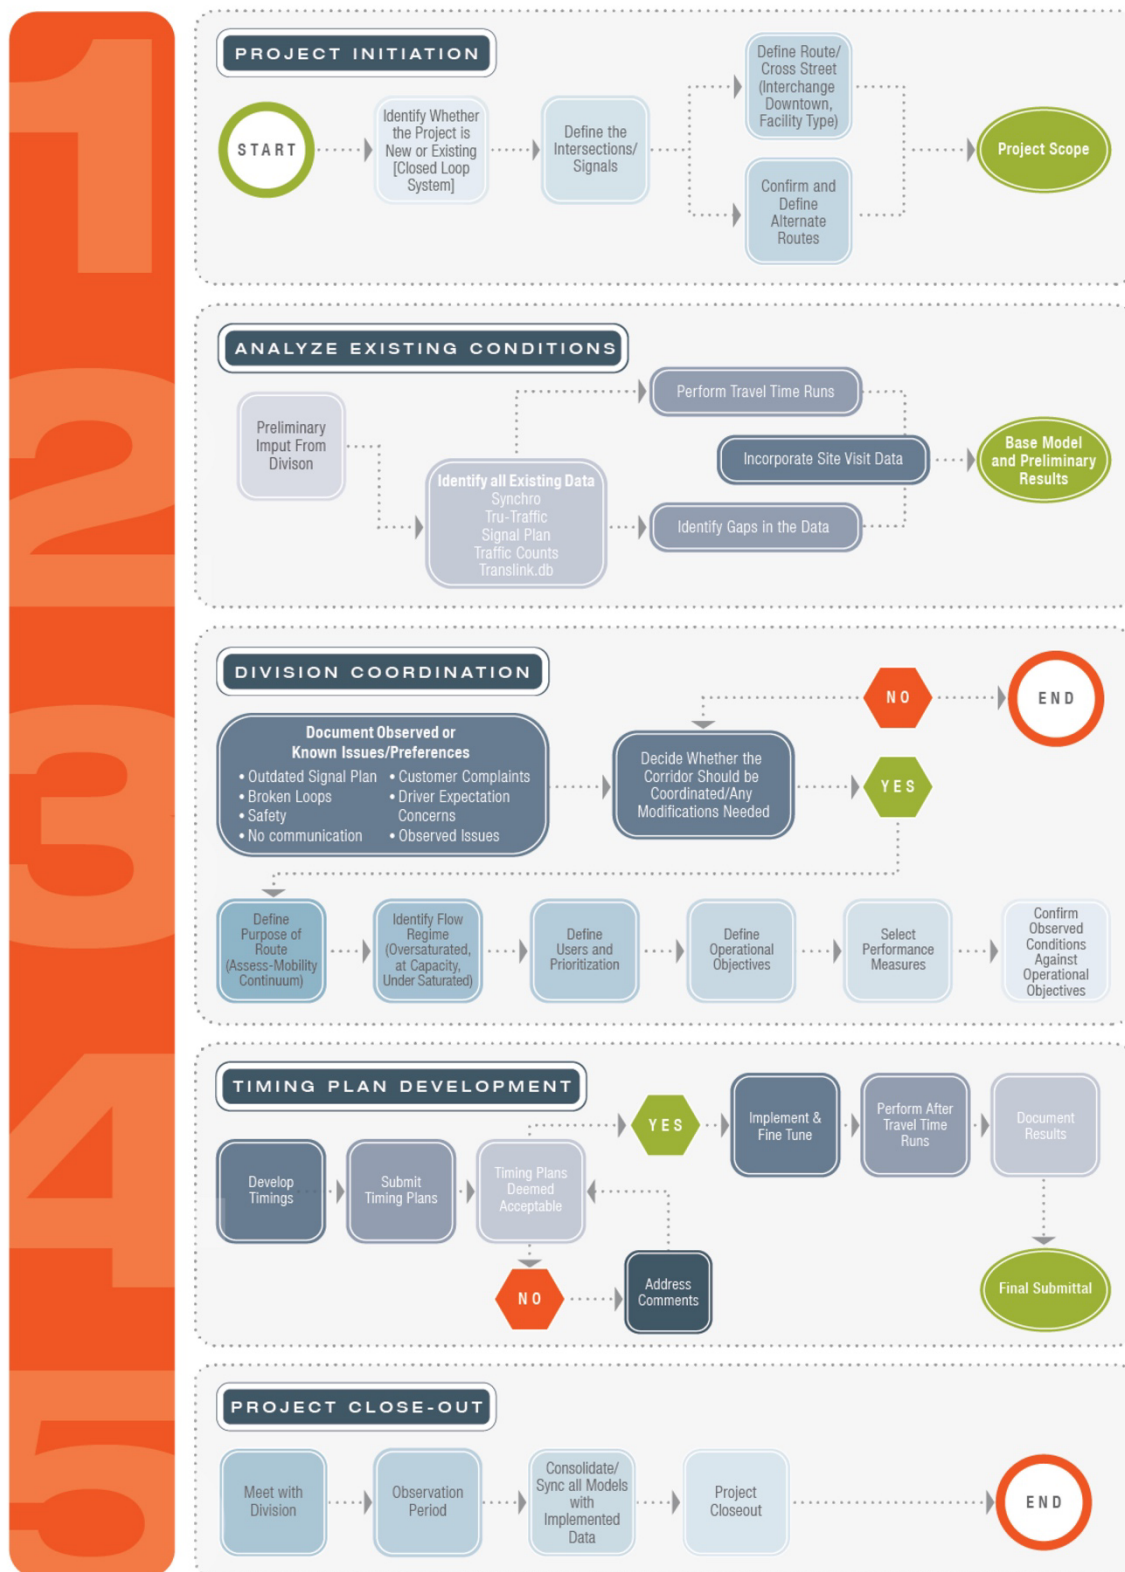 1
PROJECT INITIATION
START
Identify Whether
the Project is
New or Existing
[Closed Loop
System]
Define the
Intersections/
Signals
Define Route/
Cross Street
(Interchange
Downtown,
Facility Type)
Confirm and
Define
Alternate
Routes
Project Scope
2
ANALYZE EXISTING CONDITIONS
Preliminary
Imput From
Divison
Identify all Existing Data
Synchro
Tru-Traffic
Signal Plan
Traffic Counts
Translink.db
Perform Travel Time Runs
Incorporate Site Visit Data
Identify Gaps in the Data
Base Model
and Preliminary
Results
3
DIVISION COORDINATION
Document Observed or
Known Issues/Preferences
• Outdated Signal Plan
• Broken Loops
• Safety
• No communication
• Customer Complaints
• Driver Expectation
Concerns
• Observed Issues
Decide Whether the
Corridor Should be
Coordinated/Any
Modifications Needed
NO
END
YES
Define
Purpose of
Route
(Assess-Mobility
Continuum)
Identify Flow
Regime
(Oversaturated,
at Capacity,
Under Saturated)
Define
Users and
Prioritization
Define
Operational
Objectives
Select
Performance
Measures
Confirm
Observed
Conditions
Against
Operational
Objectives
4
TIMING PLAN DEVELOPMENT
Develop
Timings
Submit
Timing Plans
Timing Plans
Deemed
Acceptable
YES
NO
Address
Comments
Implement &
Fine Tune
Perform After
Travel Time
Runs
Document
Results
Final Submittal
5
PROJECT CLOSE-OUT
Meet with
Division
Observation
Period
Consolidate/
Sync all Models
with
Implemented
Data
Project
Closeout
END